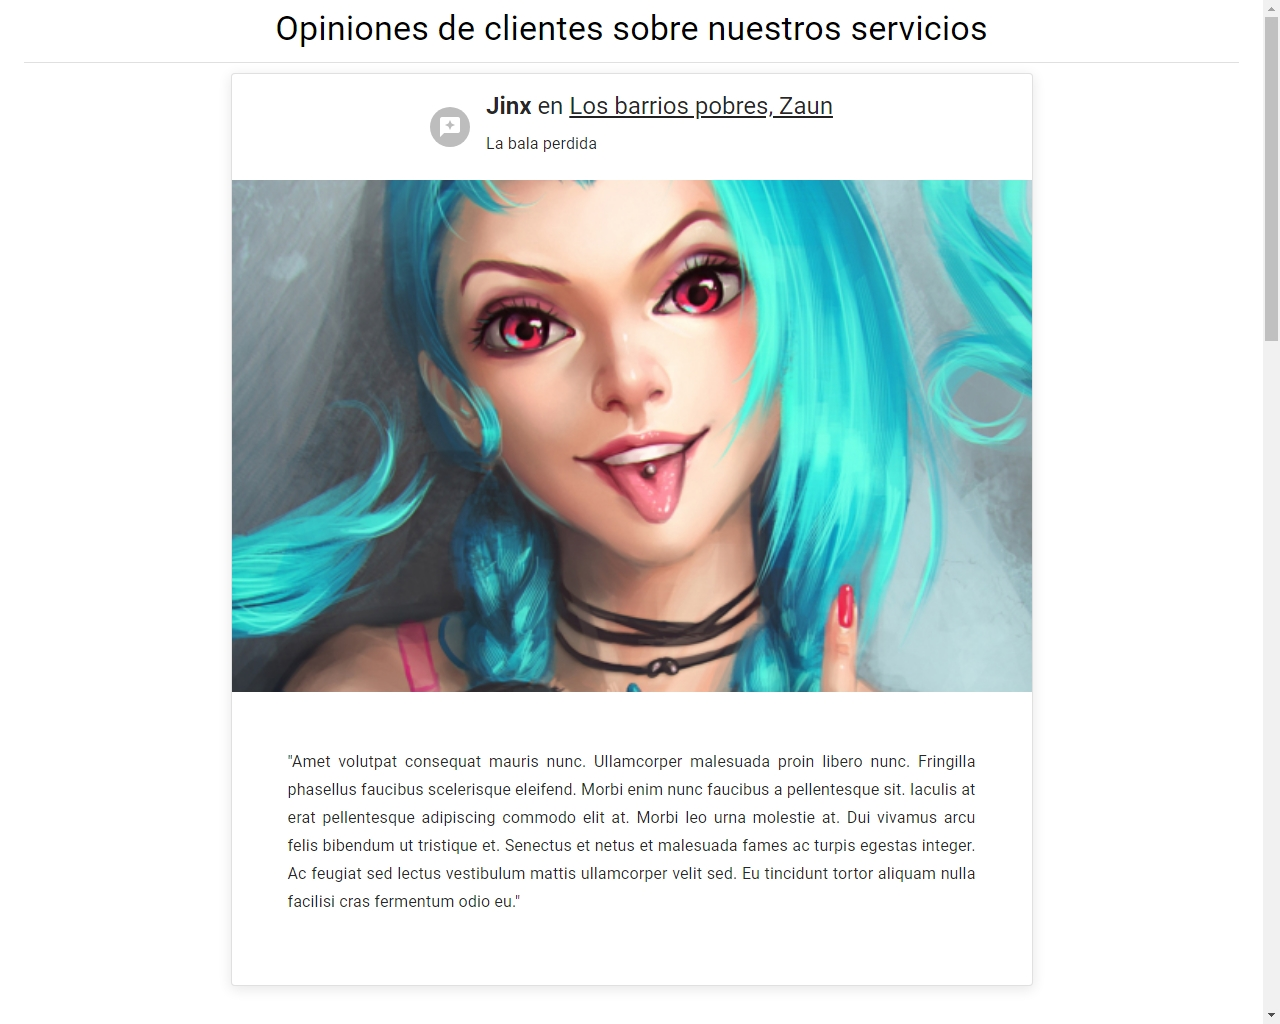 Opiniones de clientes sobre nuestros servicios
Jinx en Los barrios pobres, Zaun
La bala perdida
"Amet volutpat consequat mauris nunc. Ullamcorper malesuada proin libero nunc. Fringilla
phasellus faucibus scelerisque eleifend. Morbi enim nunc faucibus a pellentesque sit. Iaculis at
erat pellentesque adipiscing commodo elit at. Morbi leo urna molestie at. Dui vivamus arcu
felis bibendum ut tristique et. Senectus et netus et malesuada fames ac turpis egestas integer.
Ac feugiat sed lectus vestibulum mattis ullamcorper velit sed. Eu tincidunt tortor aliquam nulla
facilisi cras fermentum odio eu."